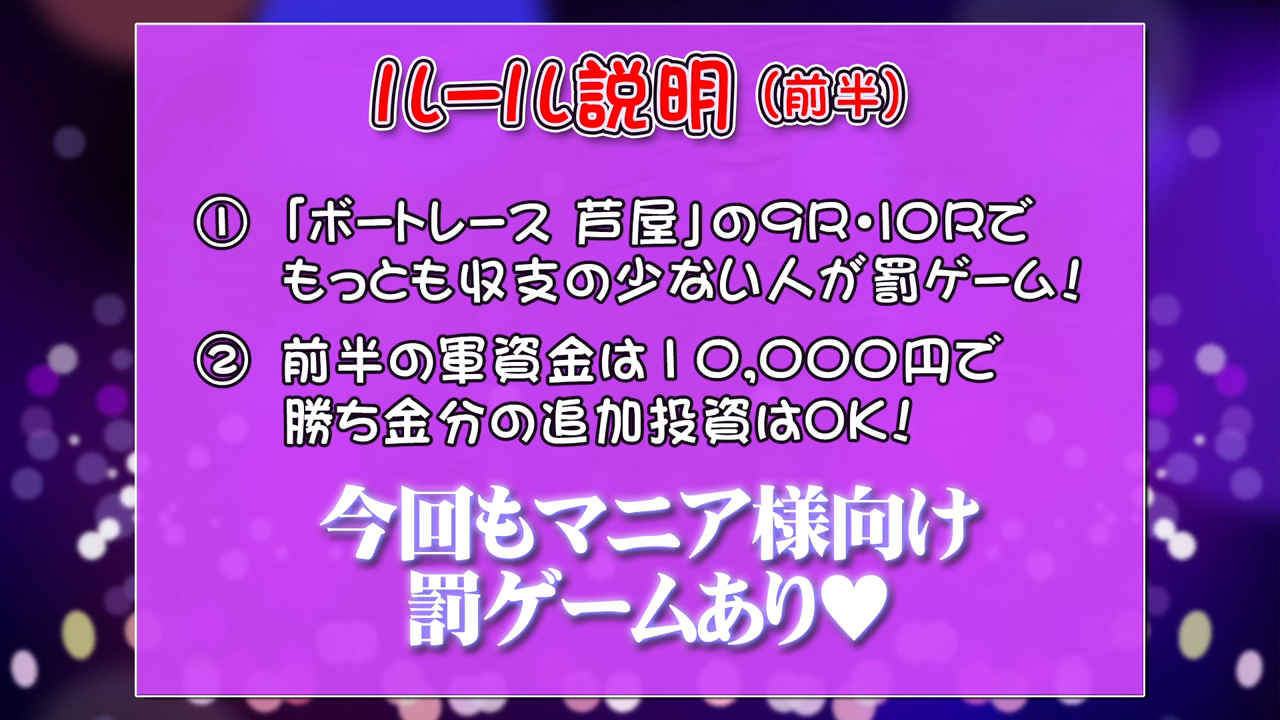 ルール説明（前半）
① 「ボートレース 芦屋」の9R・10Rで
もっとも収支の少ない人が罰ゲーム！
② 前半の軍資金は10,000円で
勝ち金分の追加投資はOK！
今回もマニア様向け
罰ゲームあり♥